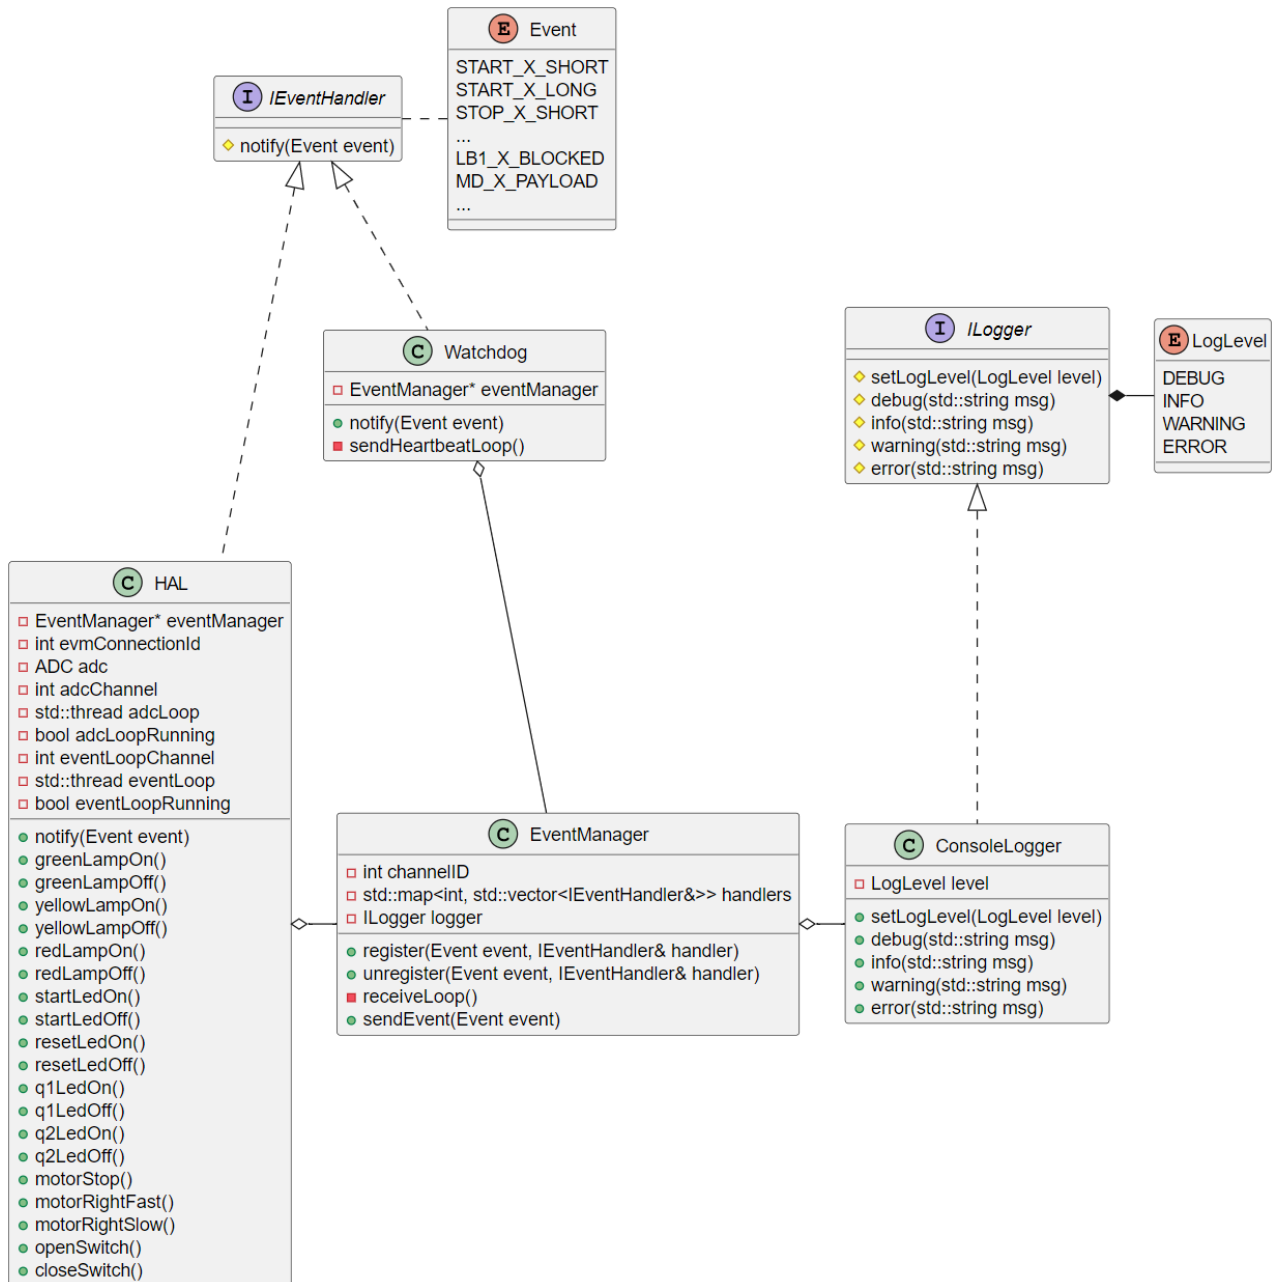 E Event
START_X_SHORT
START_X_LONG
STOP_X_SHORT
...
LB1_X_BLOCKED
MD_X_PAYLOAD
...
I IEventHandler
notify(Event event)
C Watchdog
EventManager* eventManager
notify(Event event)
sendHeartbeatLoop()
I ILogger
setLogLevel(LogLevel level)
debug(std::string msg)
info(std::string msg)
warning(std::string msg)
error(std::string msg)
E LogLevel
DEBUG
INFO
WARNING
ERROR
C HAL
EventManager* eventManager
int evmConnectionId
ADC adc
int adcChannel
std::thread adcLoop
bool adcLoopRunning
int eventLoopChannel
std::thread eventLoop
bool eventLoopRunning
notify(Event event)
greenLampOn()
greenLampOff()
yellowLampOn()
yellowLampOff()
redLampOn()
redLampOff()
startLedOn()
startLedOff()
resetLedOn()
resetLedOff()
q1LedOn()
q1LedOff()
q2LedOn()
q2LedOff()
motorStop()
motorRightFast()
motorRightSlow()
openSwitch()
closeSwitch()
C EventManager
int channelID
std::map<int, std::vector<IEventHandler&>> handlers
ILogger logger
register(Event event, IEventHandler& handler)
unregister(Event event, IEventHandler& handler)
receiveLoop()
sendEvent(Event event)
C ConsoleLogger
LogLevel level
setLogLevel(LogLevel level)
debug(std::string msg)
info(std::string msg)
warning(std::string msg)
error(std::string msg)